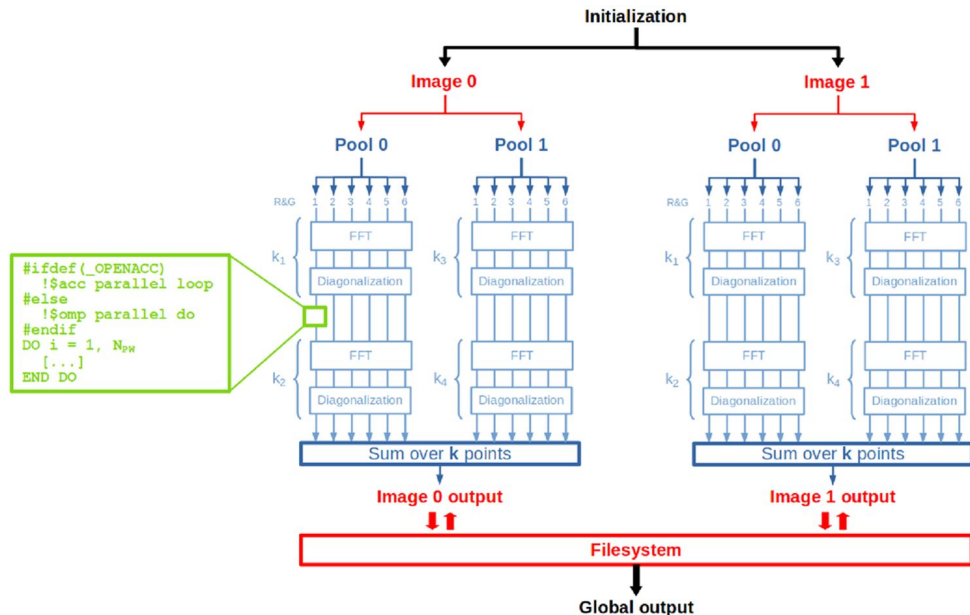 Initialization
Image 0 Image 1
Pool 0 Pool 1 Pool 0 Pool 1
R&G 1 2 3 4 5 6 1 2 3 4 5 6 R&G 1 2 3 4 5 6 1 2 3 4 5 6
FFT FFT FFT FFT
k₁ k₃ k₁ k₃
Diagonalization Diagonalization Diagonalization Diagonalization
#ifdef(_OPENACC)
!$acc parallel loop
#else
!$omp parallel do
#endif
DO i = 1, N_PW
[...]
END DO
FFT FFT FFT FFT
k₂ k₄ k₂ k₄
Diagonalization Diagonalization Diagonalization Diagonalization
Sum over k points Sum over k points
Image 0 output Image 1 output
Filesystem
Global output